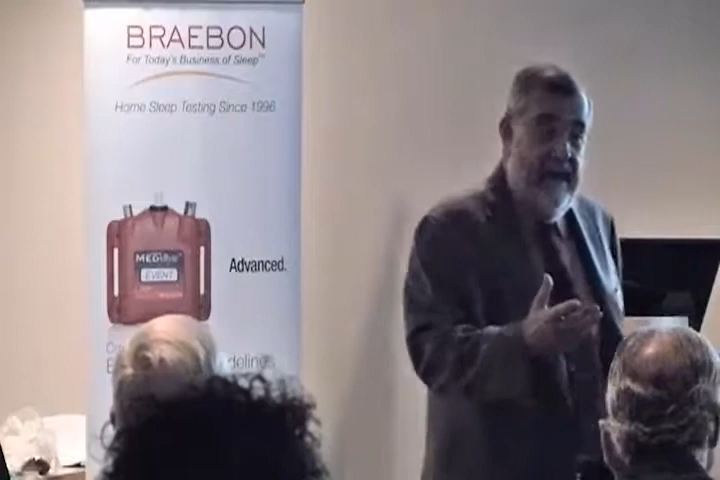 BRAEBON
For Today's Business of Sleep™
Home Sleep Testing Since 1996
EVENT
Advanced.